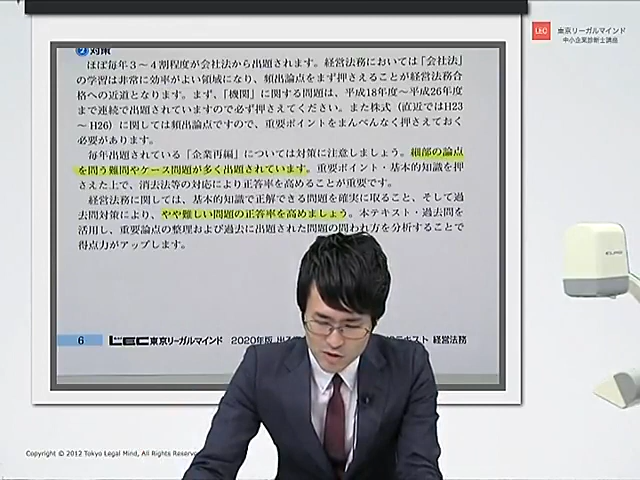 対策
ほぼ毎年3～4割程度が会社法から出題されます。経営法務においては「会社法」
の学習は非常に効率がよい領域になり、頻出論点をまず押さえることが経営法務合
格への近道となります。まず、「機関」に関する問題は、平成18年度～平成26年度
まで連続で出題されていますので必ず押さえてください。また株式（直近ではH23
～H26）に関しては頻出論点ですので、重要ポイントをまんべんなく押さえておく
必要があります。
毎年出題されている「企業再編」については対策に注意しましょう。細部の論点
を問う難問やケース問題が多く出題されています。重要ポイント・基本的知識を押
さえた上で、消去法等の対応により正答率を高めることが重要です。
経営法務に関しては、基本的知識で正解できる問題を確実に取ること、そして過
去問対策により、やや難しい問題の正答率を高めましょう。本テキスト・過去問を
活用し、重要論点の整理および過去に出題された問題の問われ方を分析することで
得点力がアップします。
6 LEC東京リーガルマインド 2020年版 出る テキスト 経営法務
LEC 東京リーガルマインド
中小企業診断士講座
ELMO
Copyright © 2012 Tokyo Legal Mind, All Rights